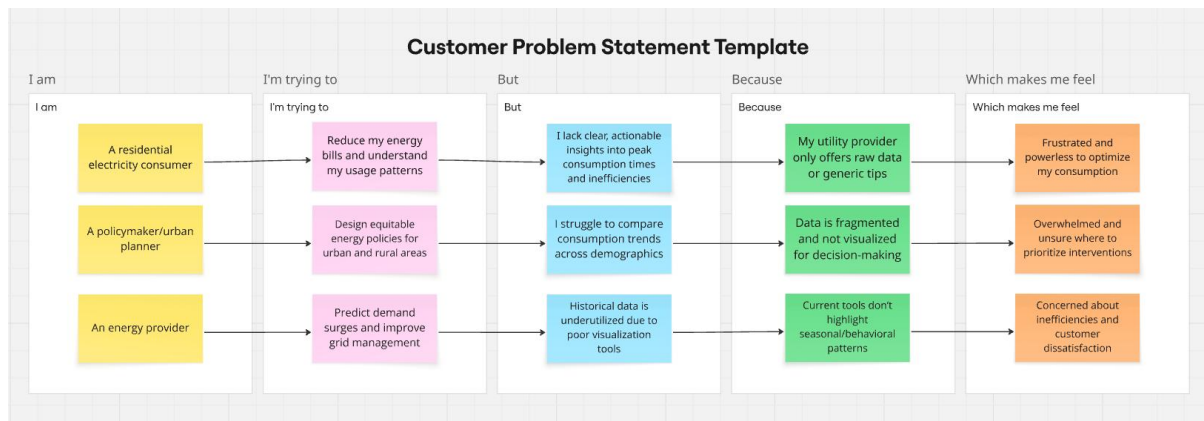 Customer Problem Statement Template
I am
I'm trying to
But
Because
Which makes me feel
I am
I'm trying to
But
Because
Which makes me feel
A residential
electricity consumer
Reduce my energy
bills and understand
my usage patterns
I lack clear, actionable
insights into peak
consumption times
and inefficiencies
My utility provider
only offers raw data
or generic tips
Frustrated and
powerless to optimize
my consumption
A policymaker/urban
planner
Design equitable
energy policies for
urban and rural areas
I struggle to compare
consumption trends
across demographics
Data is fragmented
and not visualized
for decision-making
Overwhelmed and
unsure where to
prioritize interventions
An energy provider
Predict demand
surges and improve
grid management
Historical data is
underutilized due to
poor visualization
tools
Current tools don't
highlight
seasonal/behavioral
patterns
Concerned about
inefficiencies and
customer
dissatisfaction